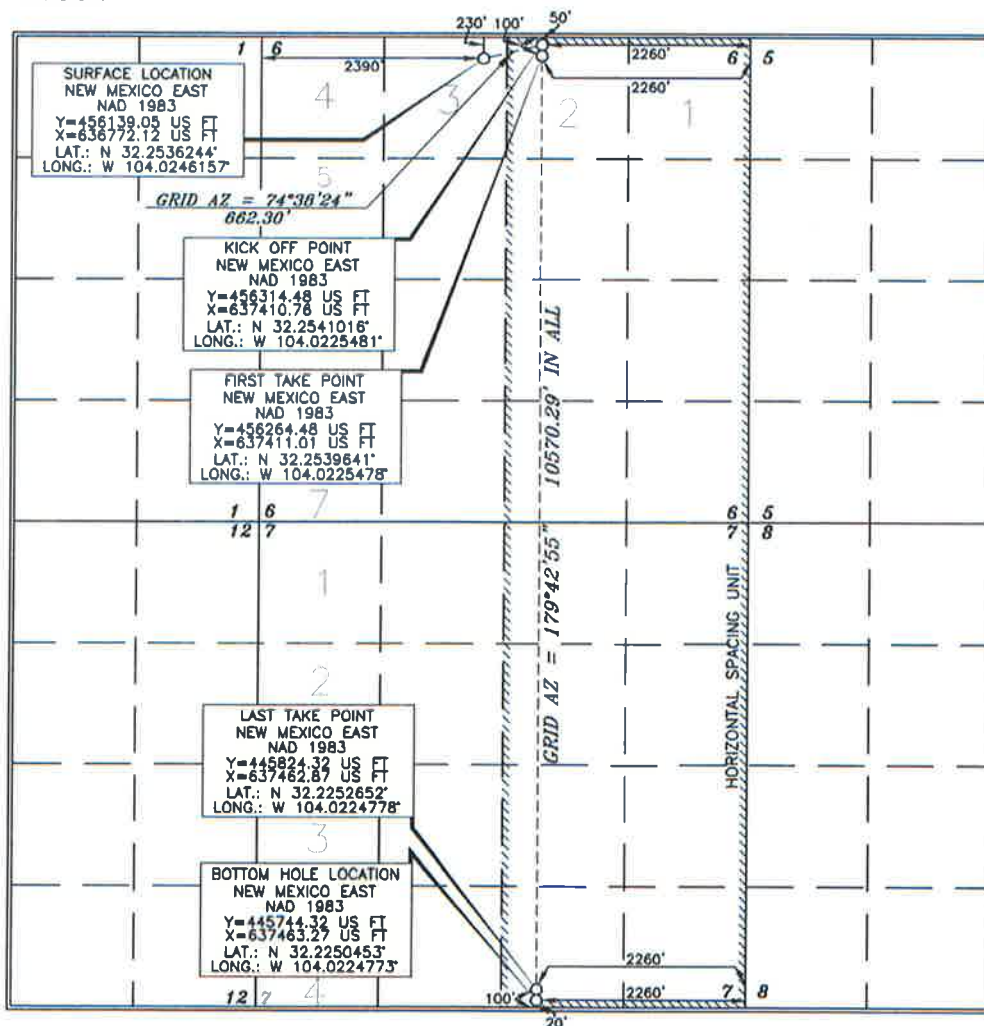 230' 100' 50'
1 6
2390'
2260'
6 5
2260'
SURFACE LOCATION
NEW MEXICO EAST
NAD 1983
Y=456139.05 US FT
X=636772.12 US FT
LAT.: N 32.2536244°
LONG.: W 104.0246157°
4
3
2
1
5
GRID AZ = 74°38'24"
662.30'
KICK OFF POINT
NEW MEXICO EAST
NAD 1983
Y=456314.48 US FT
X=637410.76 US FT
LAT.: N 32.2541016°
LONG.: W 104.0225481°
FIRST TAKE POINT
NEW MEXICO EAST
NAD 1983
Y=456264.48 US FT
X=637411.01 US FT
LAT.: N 32.2539641°
LONG.: W 104.0225478°
7
1 6
12 7
6 5
7 8
GRID AZ = 179°42'55" 10570.29' IN ALL
HORIZONTAL SPACING UNIT
1
2
LAST TAKE POINT
NEW MEXICO EAST
NAD 1983
Y=445824.32 US FT
X=637462.87 US FT
LAT.: N 32.2252652°
LONG.: W 104.0224778°
3
BOTTOM HOLE LOCATION
NEW MEXICO EAST
NAD 1983
Y=445744.32 US FT
X=637463.27 US FT
LAT.: N 32.2250453°
LONG.: W 104.0224773°
4
12 7
2260'
100'
2260'
7 8
20'